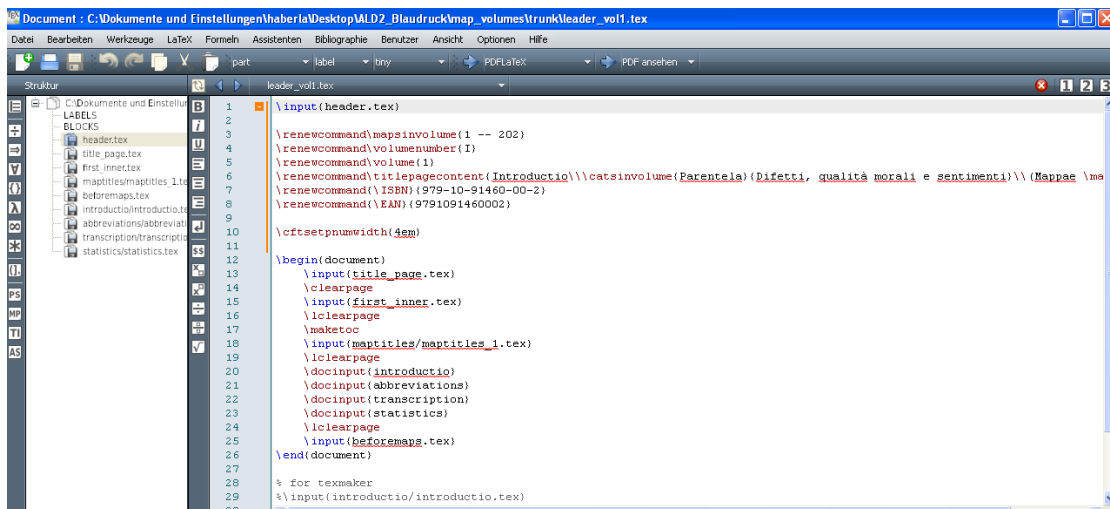 Document : C:\Dokumente und Einstellungen\haberla\Desktop\ALD2_Blaudruck\map_volumes\trunk\leader_vol1.tex
Datei Bearbeiten Werkzeuge LaTeX Formeln Assistenten Bibliographie Benutzer Ansicht Optionen Hilfe
part label tiny PDFLaTeX PDF ansehen
Struktur leader_vol1.tex 1 2 3
C:\Dokumente und Einstellur
LABELS
BLOCKS
header.tex
title_page.tex
first_inner.tex
maptitles/maptitles_1.te
beforemaps.tex
introductio/introductio.te
abbreviations/abbreviati
transcription/transcriptio
statistics/statistics.tex
÷
⇒
∀
{}
λ
∞
*
().
PS
MP
TI
AS
B
i
U
$$
÷
√
1 \input{header.tex}
2
3 \renewcommand\mapsinvolume{1 -- 202}
4 \renewcommand\volumenumber{I}
5 \renewcommand\volume{1}
6 \renewcommand\titlepagecontent{Introductio\\\catsinvolume{Parentela}{Difetti, qualità morali e sentimenti}\\(Mappae \ma
7 \renewcommand{\ISBN}{979-10-91460-00-2}
8 \renewcommand{\EAN}{9791091460002}
9
10 \cftsetpnumwidth{4em}
11
12 \begin{document}
13 \input{title_page.tex}
14 \clearpage
15 \input{first_inner.tex}
16 \lclearpage
17 \maketoc
18 \input{maptitles/maptitles_1.tex}
19 \lclearpage
20 \docinput{introductio}
21 \docinput{abbreviations}
22 \docinput{transcription}
23 \docinput{statistics}
24 \lclearpage
25 \input{beforemaps.tex}
26 \end{document}
27
28 % for texmaker
29 %\input{introductio/introductio.tex}